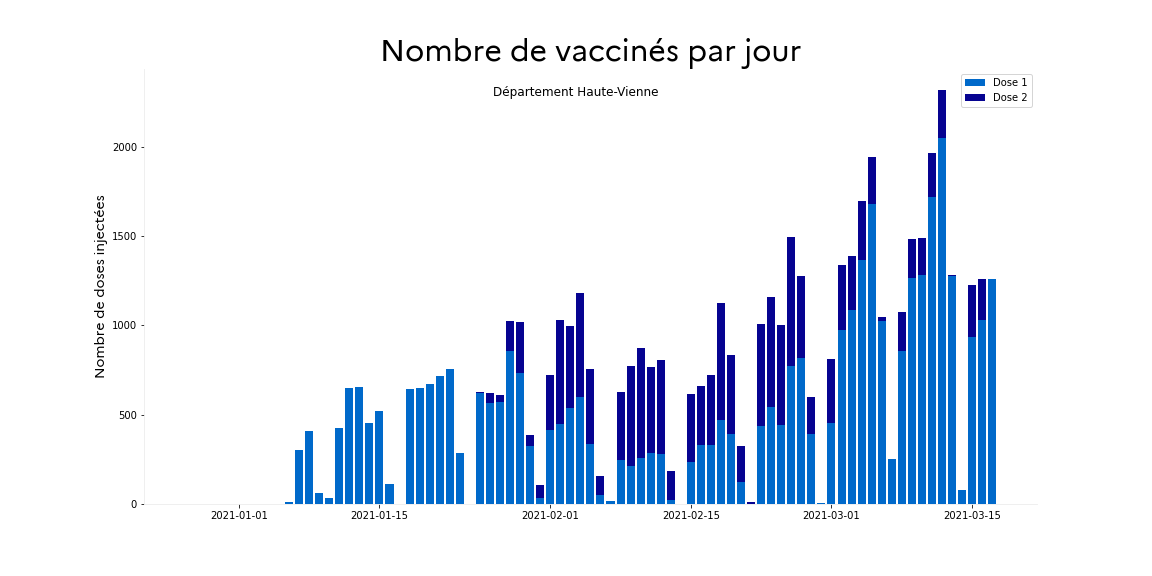 Nombre de vaccinés par jour
Département Haute-Vienne
Dose 1
Dose 2
Nombre de doses injectées
2000
1500
1000
500
0
2021-01-01
2021-01-15
2021-02-01
2021-02-15
2021-03-01
2021-03-15